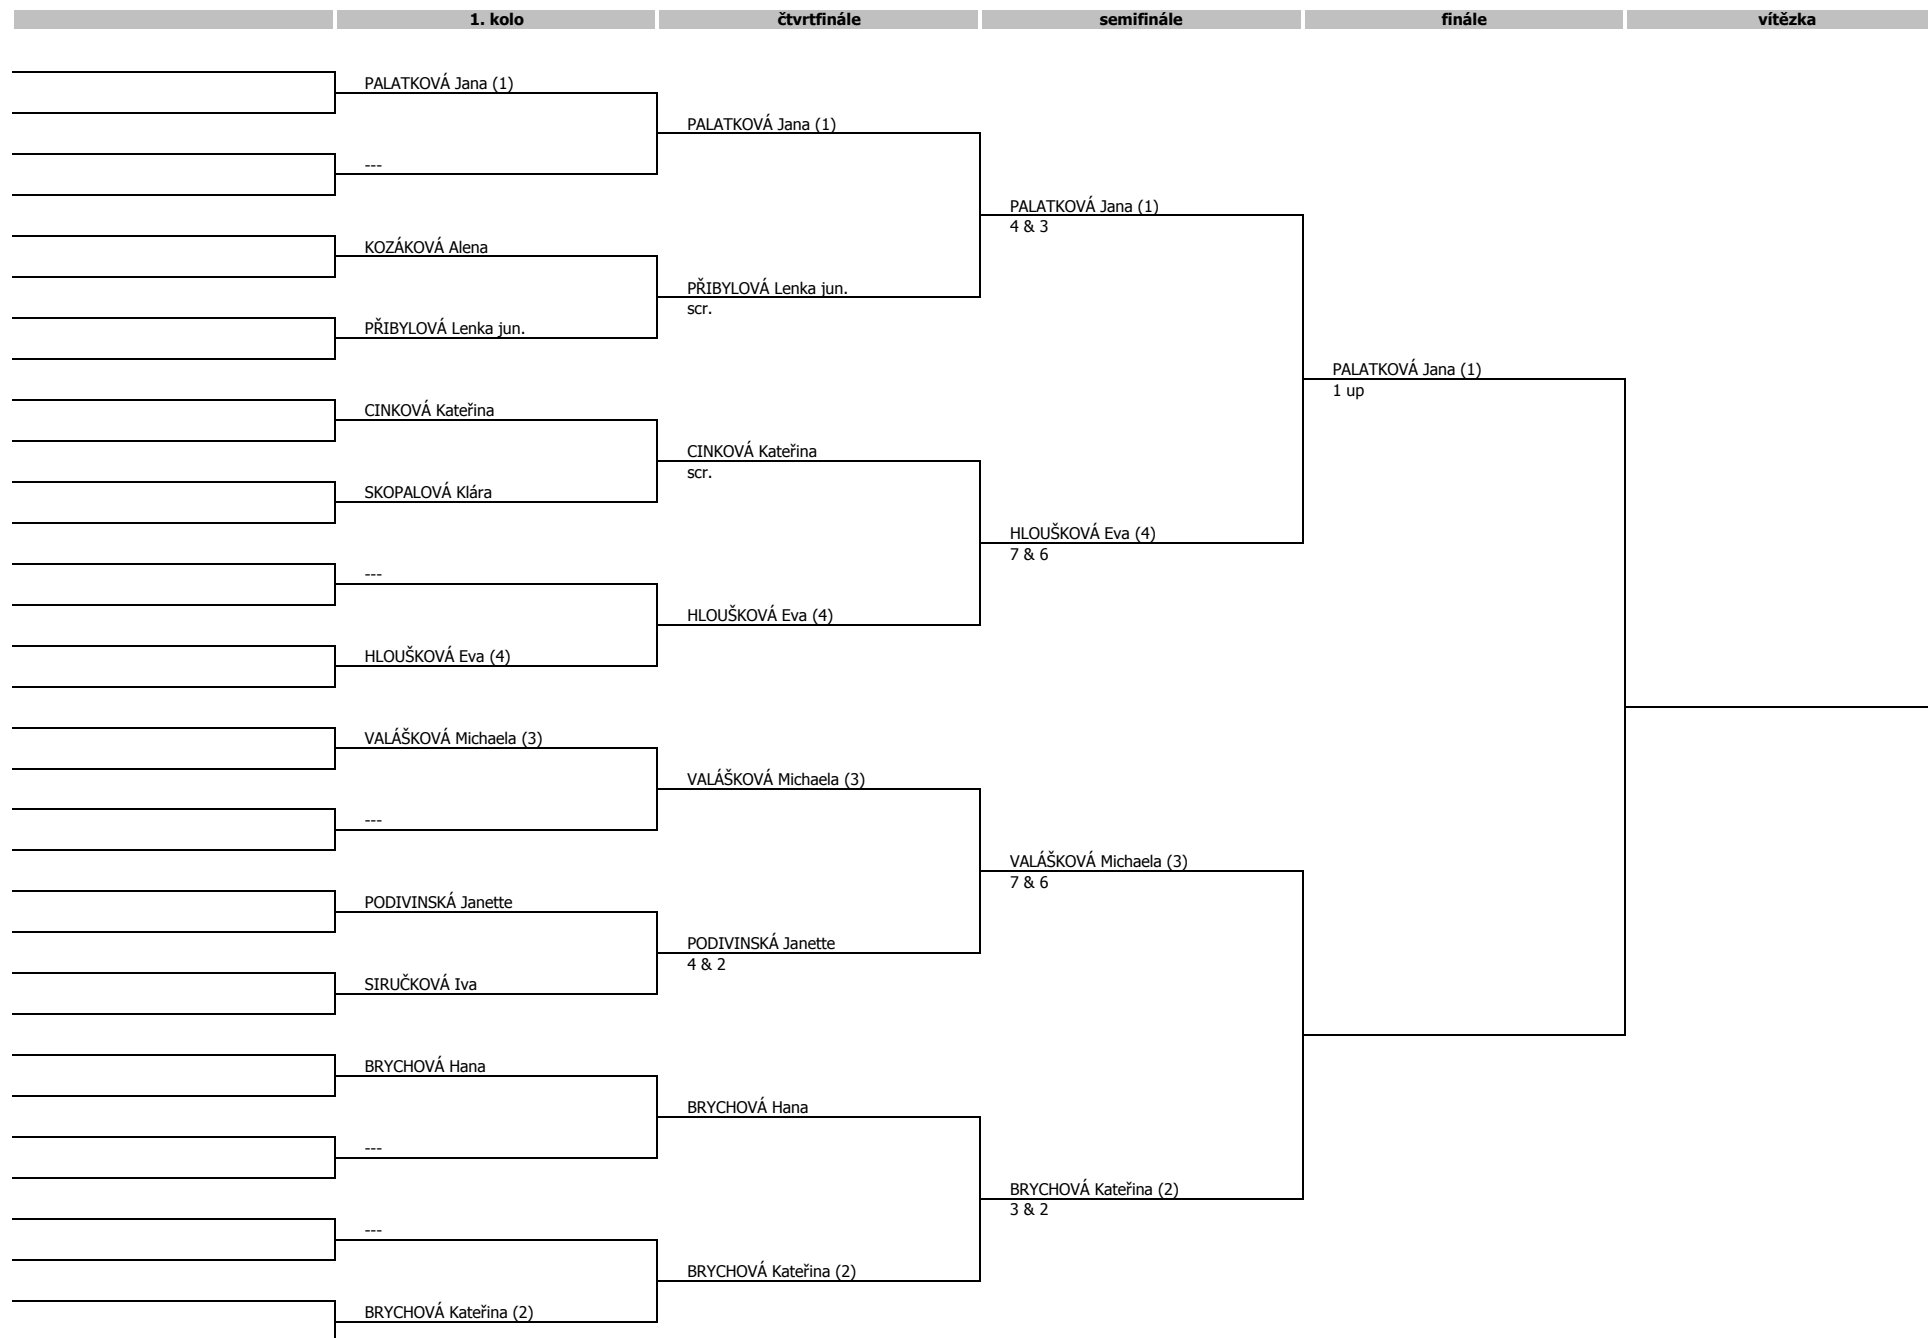 1. kolo
čtvrtfinále
semifinále
finále
vítězka
PALATKOVÁ Jana (1)
PALATKOVÁ Jana (1)
---
PALATKOVÁ Jana (1)
4 & 3
KOZÁKOVÁ Alena
PŘIBYLOVÁ Lenka jun.
scr.
PŘIBYLOVÁ Lenka jun.
PALATKOVÁ Jana (1)
1 up
CINKOVÁ Kateřina
CINKOVÁ Kateřina
scr.
SKOPALOVÁ Klára
HLOUŠKOVÁ Eva (4)
7 & 6
---
HLOUŠKOVÁ Eva (4)
HLOUŠKOVÁ Eva (4)
VALÁŠKOVÁ Michaela (3)
VALÁŠKOVÁ Michaela (3)
---
VALÁŠKOVÁ Michaela (3)
7 & 6
PODIVINSKÁ Janette
PODIVINSKÁ Janette
4 & 2
SIRUČKOVÁ Iva
BRYCHOVÁ Hana
BRYCHOVÁ Hana
---
BRYCHOVÁ Kateřina (2)
3 & 2
---
BRYCHOVÁ Kateřina (2)
BRYCHOVÁ Kateřina (2)